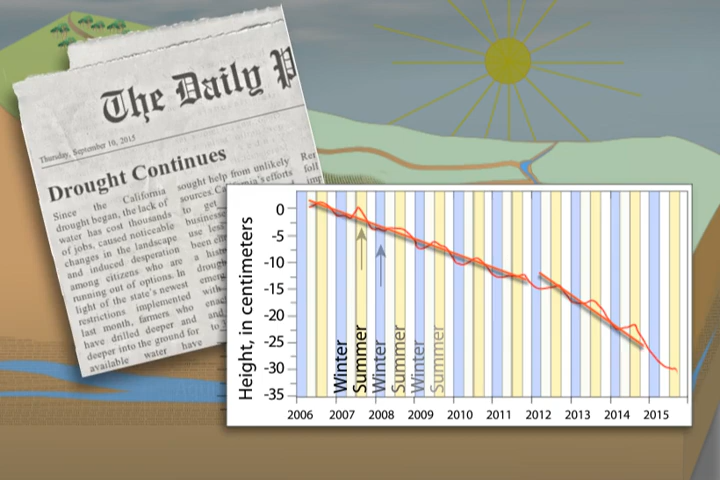 The Daily P
Thursday, September 10, 2015
Drought Continues
Since the California
drought began, the lack of
water has cost thousands
of jobs, caused noticeable
changes in the landscape
and induced desperation
among citizens who are
running out of options. In
light of the state's newest
restrictions implemented
last month, farmers who
have drilled deeper and
deeper into the ground for
available water have to
sought help from unlikely
sources. Ca
to get
business
use less
been eff
a hist
drough
emerg
with
enac
and
Height, in centimeters
0
-5
-10
-15
-20
-25
-30
-35
Winter
Summer
Winter
Summer
Winter
Summer
2006 2007 2008 2009 2010 2011 2012 2013 2014 2015